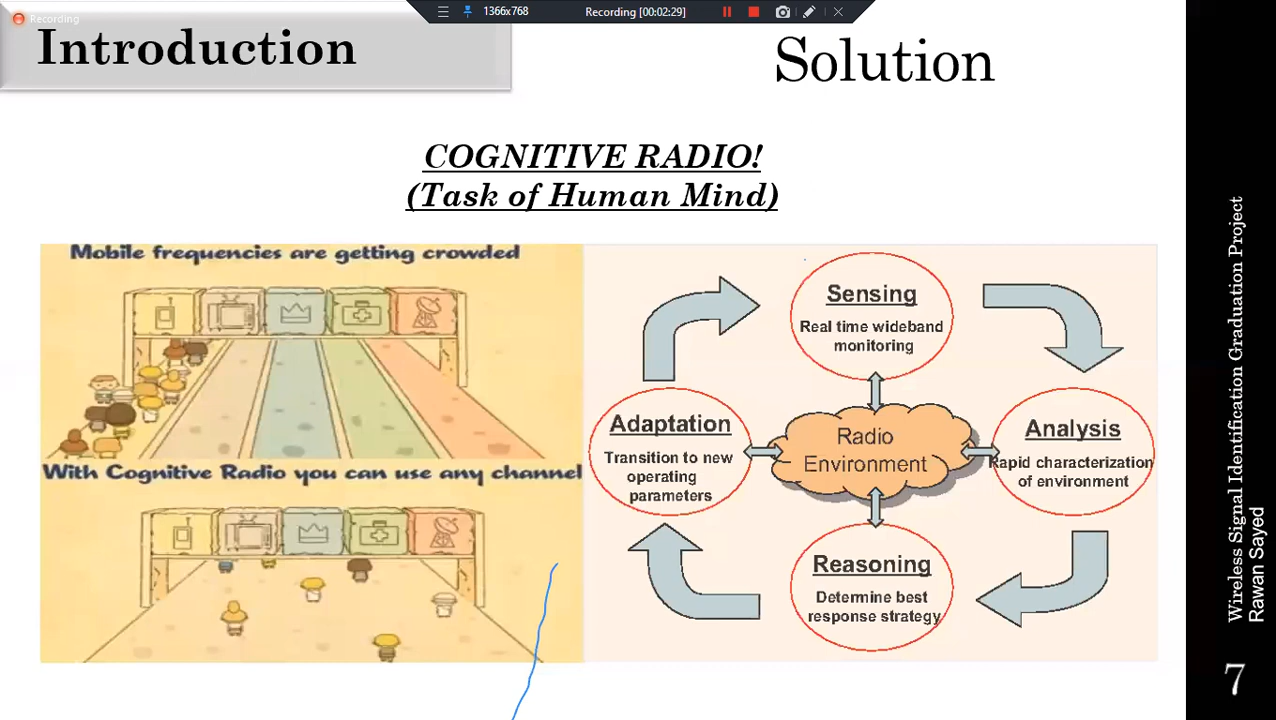 Recording
1366x768
Recording [00:02:29]
Introduction
Solution
COGNITIVE RADIO!
(Task of Human Mind)
Mobile frequencies are getting crowded
With Cognitive Radio you can use any channel
Sensing
Real time wideband
monitoring
Adaptation
Transition to new
operating
parameters
Radio
Environment
Analysis
Rapid characterization
of environment
Reasoning
Determine best
response strategy
Wireless Signal Identification Graduation Project
Rawan Sayed
7